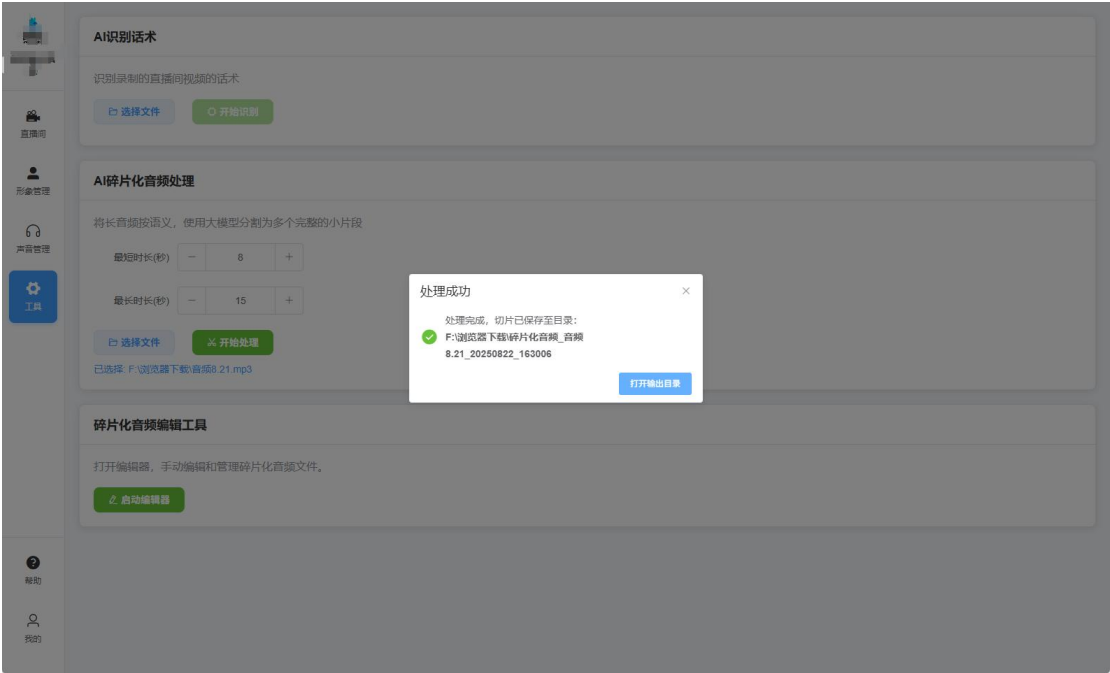 直播间
形象管理
声音管理
工具
帮助
我的
AI识别话术
识别录制的直播间视频的话术
选择文件
开始识别
AI碎片化音频处理
将长音频按语义，使用大模型分割为多个完整的小片段
最短时长(秒)
8
最长时长(秒)
15
选择文件
开始处理
已选择: F:\浏览器下载\音频8.21.mp3
处理成功
处理完成，切片已保存至目录：
F:\浏览器下载\碎片化音频_音频
8.21_20250822_163006
打开输出目录
碎片化音频编辑工具
打开编辑器，手动编辑和管理碎片化音频文件。
启动编辑器